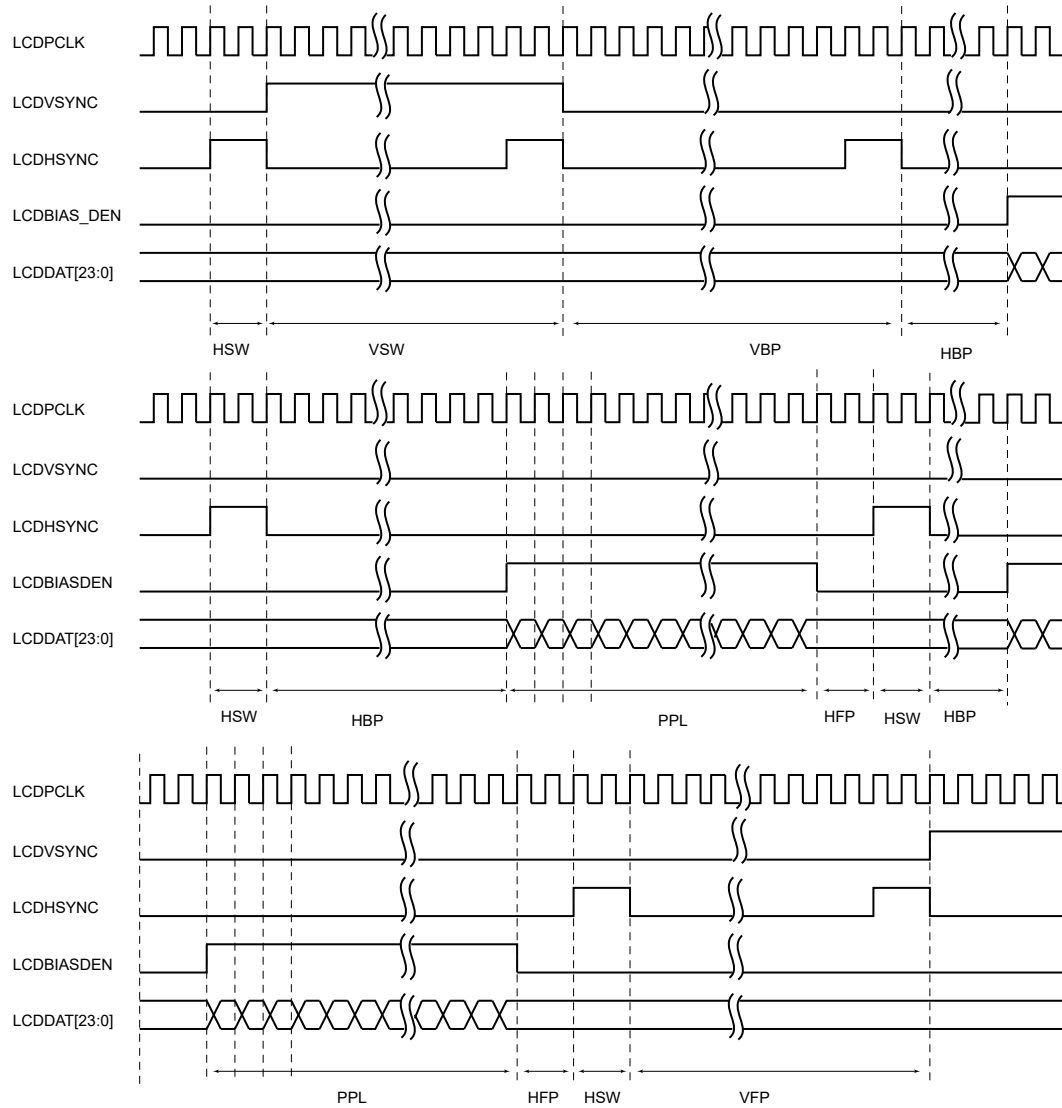 LCDPCLK
LCDVSYNC
LCDHSYNC
LCDBIAS_DEN
LCDDAT[23:0]
HSW VSW VBP HBP
LCDPCLK
LCDVSYNC
LCDHSYNC
LCDBIASDEN
LCDDAT[23:0]
HSW HBP PPL HFP HSW HBP
LCDPCLK
LCDVSYNC
LCDHSYNC
LCDBIASDEN
LCDDAT[23:0]
PPL HFP HSW VFP